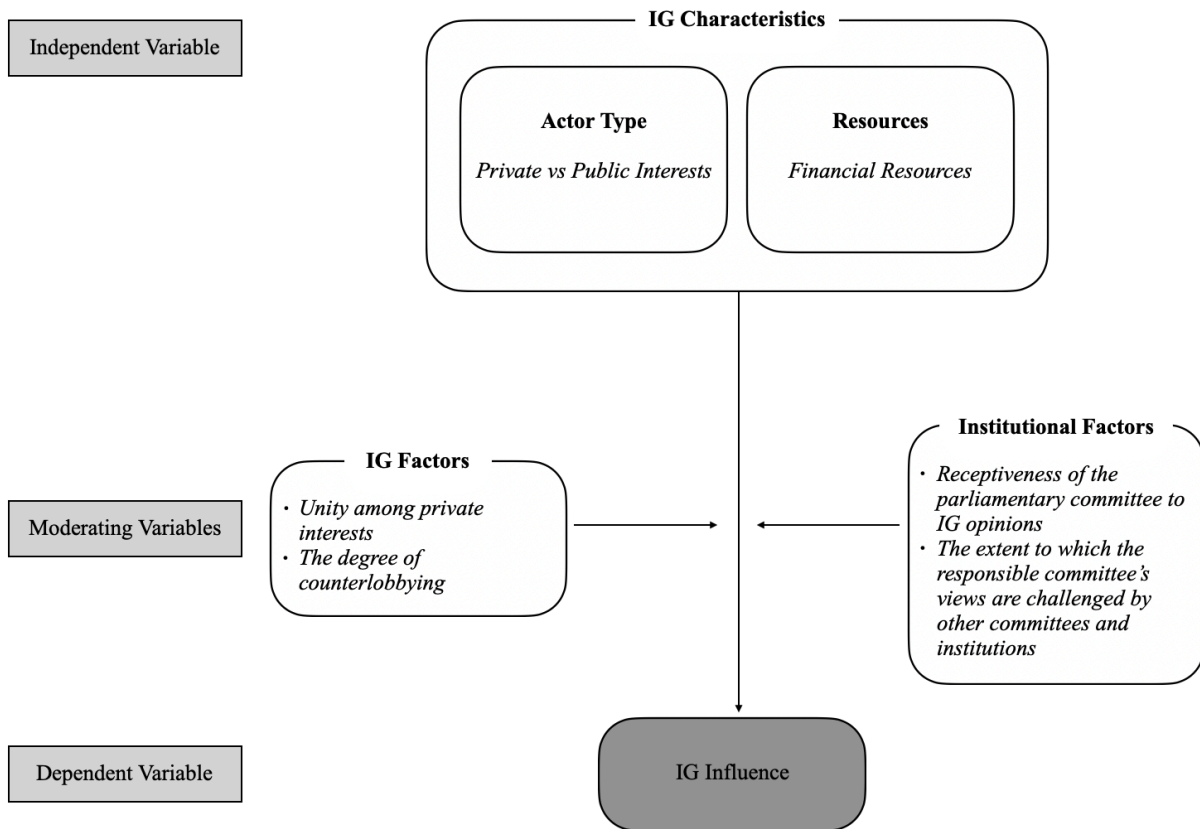 IG Characteristics
Independent Variable
Actor Type
Private vs Public Interests
Resources
Financial Resources
Moderating Variables
IG Factors
· Unity among private
interests
· The degree of
counterlobbying
Institutional Factors
· Receptiveness of the
parliamentary committee to
IG opinions
· The extent to which the
responsible committee’s
views are challenged by
other committees and
institutions
Dependent Variable
IG Influence